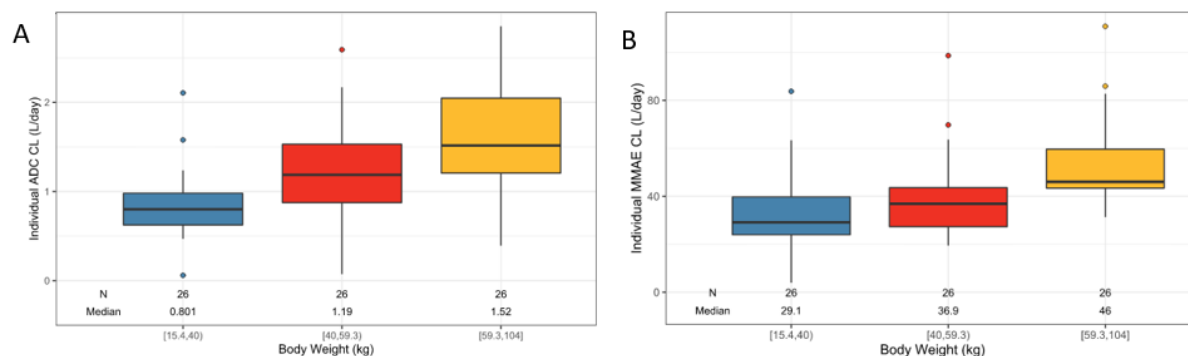 A
Individual ADC CL (L/day)
2
1
0
N 26 26 26
Median 0.801 1.19 1.52
[15.4,40) [40,59.3) [59.3,104]
Body Weight (kg)
B
Individual MMAE CL (L/day)
80
40
0
N 26 26 26
Median 29.1 36.9 46
[15.4,40) [40,59.3) [59.3,104]
Body Weight (kg)